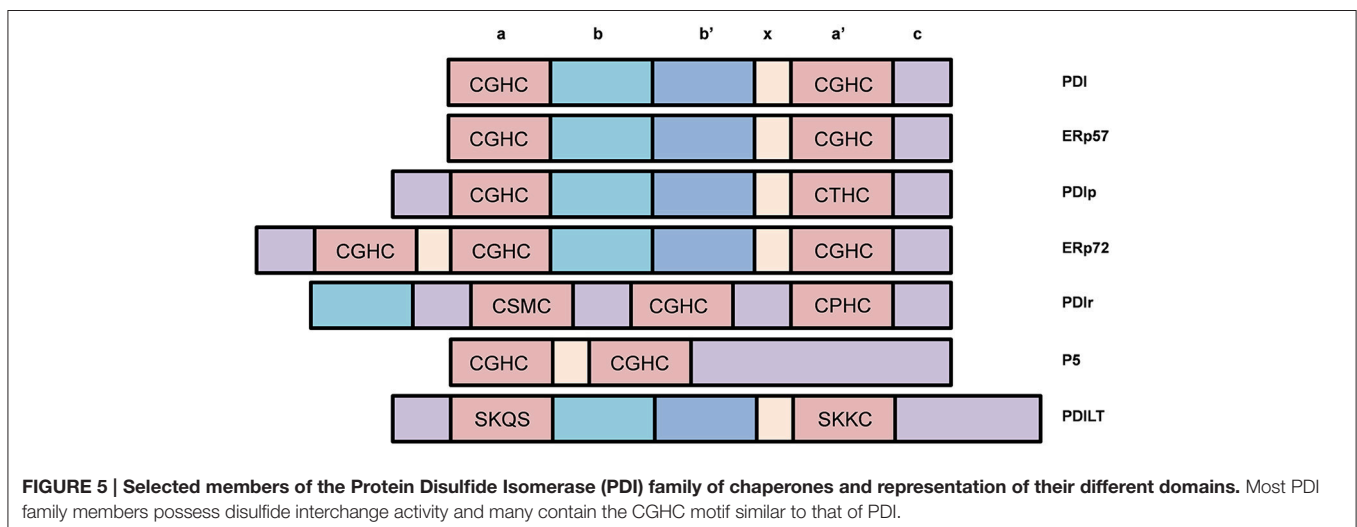 a b b' x a' c
CGHC CGHC PDI
CGHC CGHC ERp57
CGHC CTHC PDIp
CGHC CGHC CGHC ERp72
CSMC CGHC CPHC PDIr
CGHC CGHC P5
SKQS SKKC PDILT
FIGURE 5 | Selected members of the Protein Disulfide Isomerase (PDI) family of chaperones and representation of their different domains. Most PDI
family members possess disulfide interchange activity and many contain the CGHC motif similar to that of PDI.